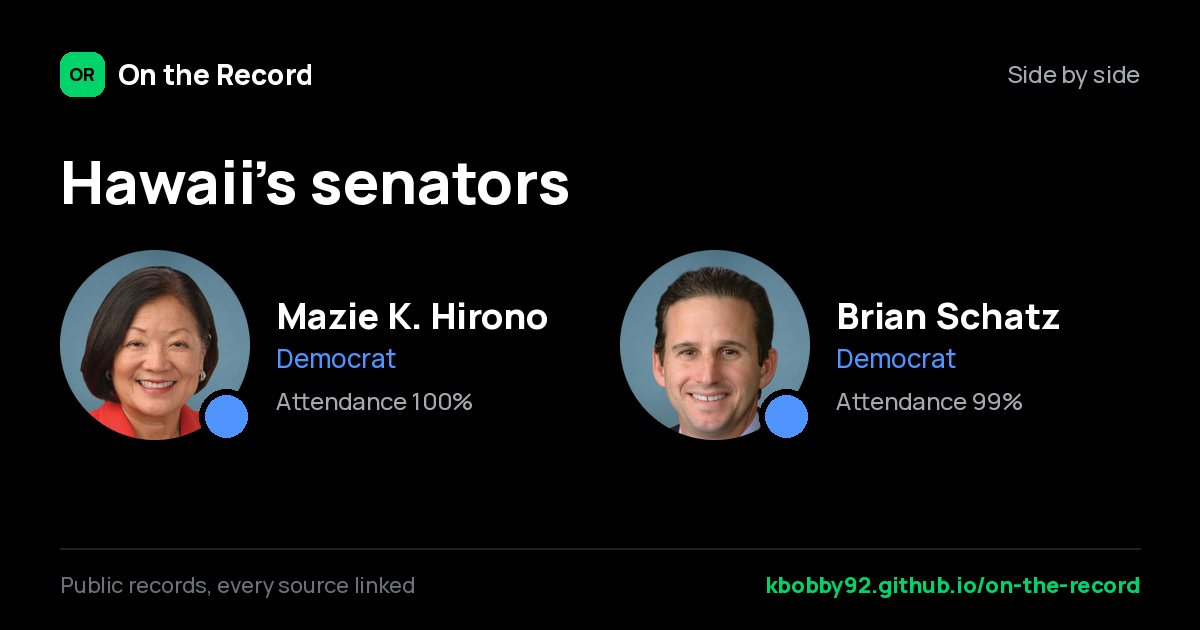 OR On the Record
Side by side
Hawaii’s senators
Mazie K. Hirono
Democrat
Attendance 100%
Brian Schatz
Democrat
Attendance 99%
Public records, every source linked
kbobby92.github.io/on-the-record